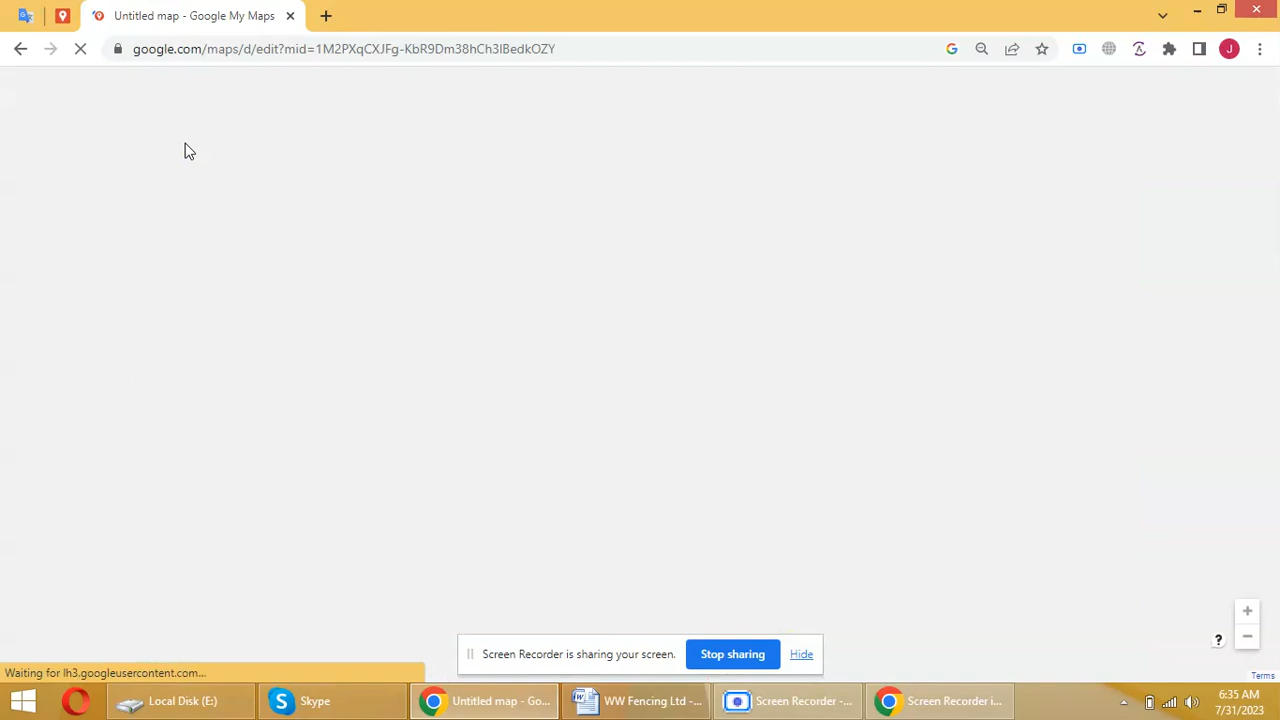 Untitled map - Google My Maps
google.com/maps/d/edit?mid=1M2PXqCXJFg-KbR9Dm38hCh3IBedkOZY
J
Screen Recorder is sharing your screen.
Stop sharing
Hide
Waiting for lh3.googleusercontent.com...
Terms
Local Disk (E:)
Skype
Untitled map - Go...
WW Fencing Ltd -...
Screen Recorder -...
Screen Recorder i...
6:35 AM
7/31/2023